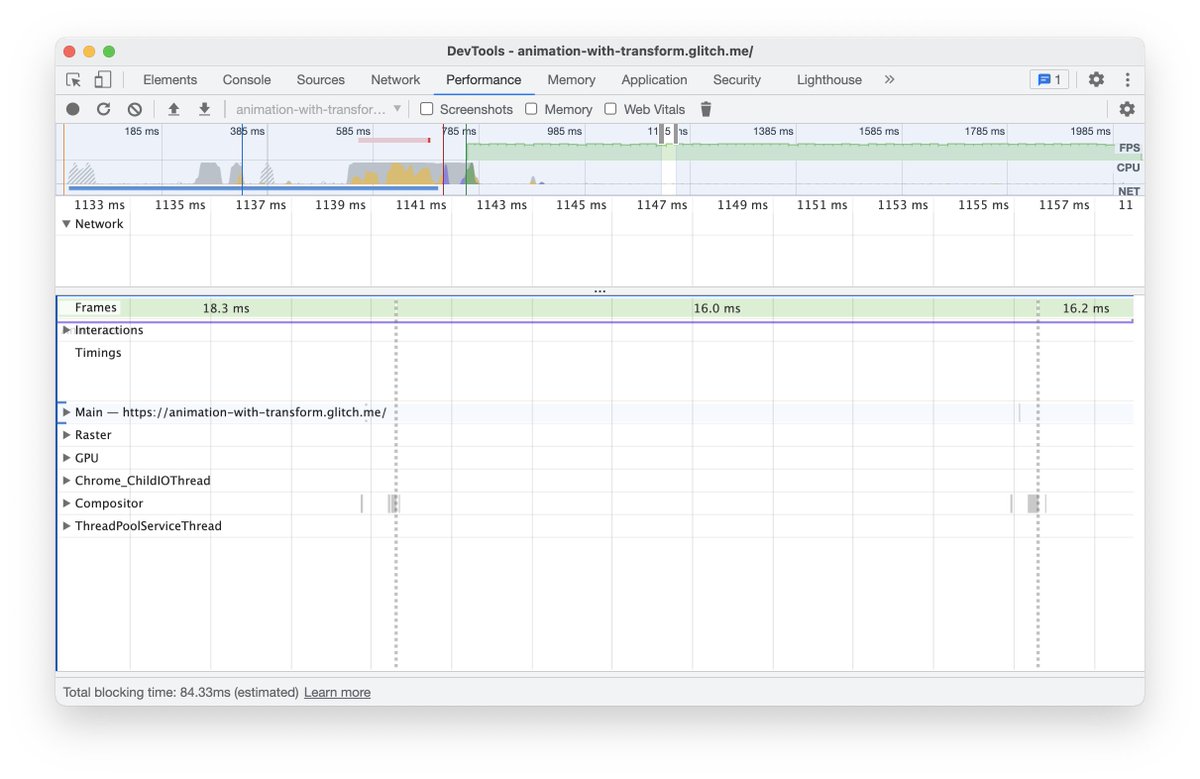 DevTools - animation-with-transform.glitch.me/
Elements Console Sources Network Performance Memory Application Security Lighthouse » 1
animation-with-transfor... Screenshots Memory Web Vitals
185 ms 385 ms 585 ms 785 ms 985 ms 1185 ms 1385 ms 1585 ms 1785 ms 1985 ms
FPS
CPU
NET
1133 ms 1135 ms 1137 ms 1139 ms 1141 ms 1143 ms 1145 ms 1147 ms 1149 ms 1151 ms 1153 ms 1155 ms 1157 ms 11
Network
...
Frames 18.3 ms 16.0 ms 16.2 ms
Interactions
Timings
Main — https://animation-with-transform.glitch.me/
Raster
GPU
Chrome_ChildIOThread
Compositor
ThreadPoolServiceThread
Total blocking time: 84.33ms (estimated) Learn more